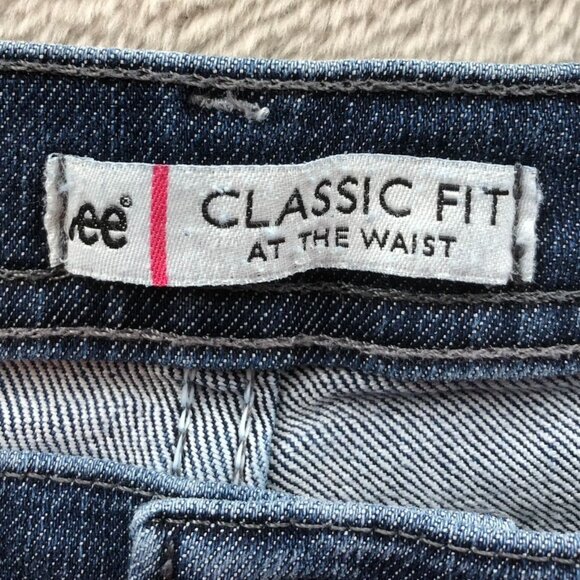 Lee®
CLASSIC FIT
AT THE WAIST